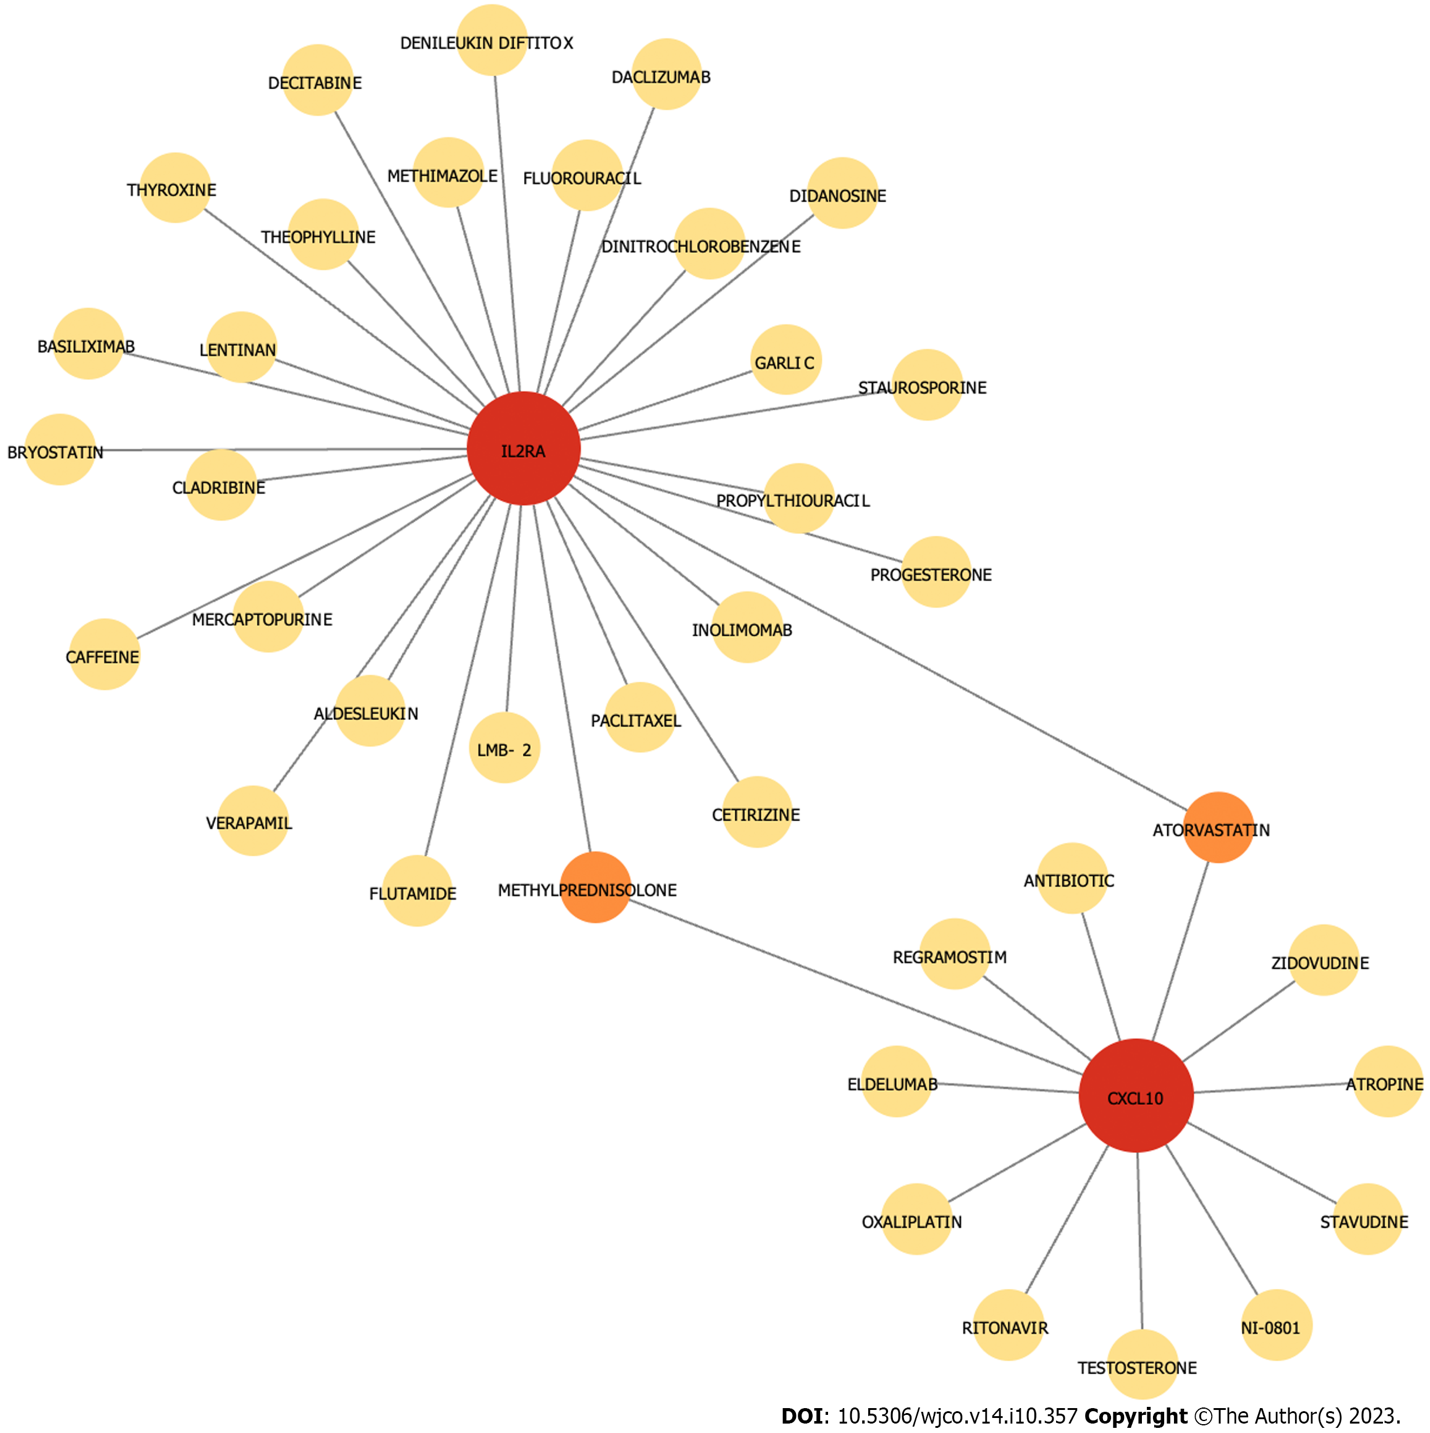 DENILEUKIN DIFTITOX
DACLIZUMAB
DECITABINE
METHIMAZOLE
FLUOROURACIL
THYROXINE
DIDANOSINE
THEOPHYLLINE
DINITROCHLOROBENZENE
BASILIXIMAB
LENTINAN
GARLIC
STAUROSPORINE
IL2RA
BRYOSTATIN
CLADRIBINE
PROPYLTHIOURACIL
PROGESTERONE
MERCAPTOPURINE
INOLIMOMAB
CAFFEINE
ALDESLEUKIN
PACLITAXEL
LMB- 2
VERAPAMIL
CETIRIZINE
ATORVASTATIN
FLUTAMIDE
METHYLPREDNISOLONE
ANTIBIOTIC
REGRAMOSTIM
ZIDOVUDINE
ELDELUMAB
ATROPINE
CXCL10
OXALIPLATIN
STAVUDINE
RITONAVIR
NI-0801
TESTOSTERONE
DOI: 10.5306/wjco.v14.i10.357 Copyright ©The Author(s) 2023.